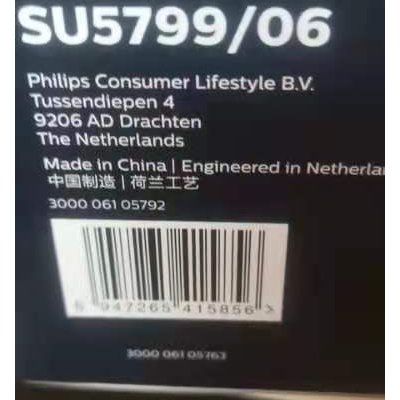 SU5799/06
Philips Consumer Lifestyle B.V.
Tussendiepen 4
9206 AD Drachten
The Netherlands
Made in China | Engineered in Netherla
中国制造 | 荷兰工艺
3000 061 05792
947265 415856 >
3000 061 05763